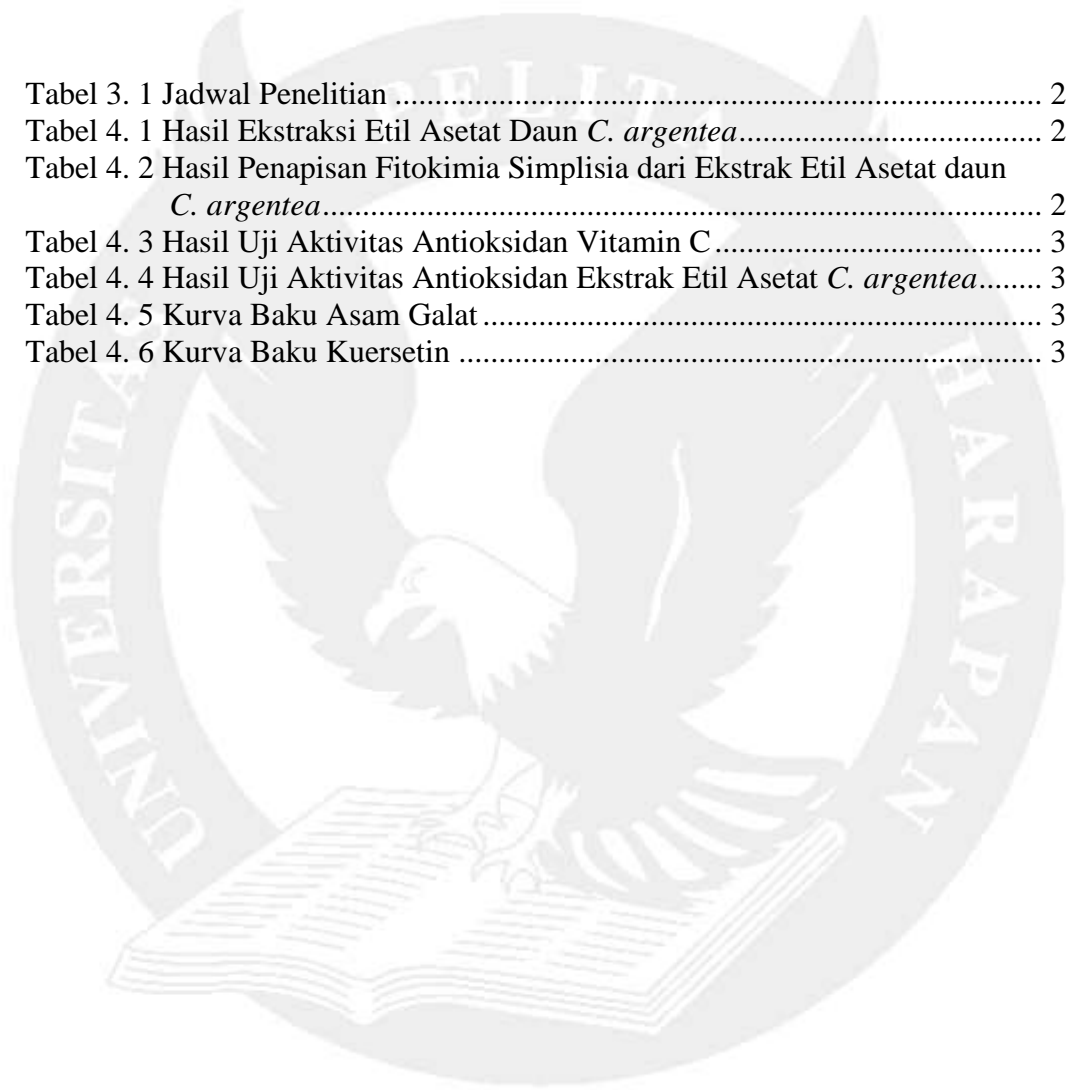 Tabel 3. 1 Jadwal Penelitian ................................................................................. 2
Tabel 4. 1 Hasil Ekstraksi Etil Asetat Daun C. argentea...................................... 2
Tabel 4. 2 Hasil Penapisan Fitokimia Simplisia dari Ekstrak Etil Asetat daun
C. argentea............................................................................................. 2
Tabel 4. 3 Hasil Uji Aktivitas Antioksidan Vitamin C......................................... 3
Tabel 4. 4 Hasil Uji Aktivitas Antioksidan Ekstrak Etil Asetat C. argentea........ 3
Tabel 4. 5 Kurva Baku Asam Galat...................................................................... 3
Tabel 4. 6 Kurva Baku Kuersetin ......................................................................... 3
UNIVERSITAS PELITA HARAPAN